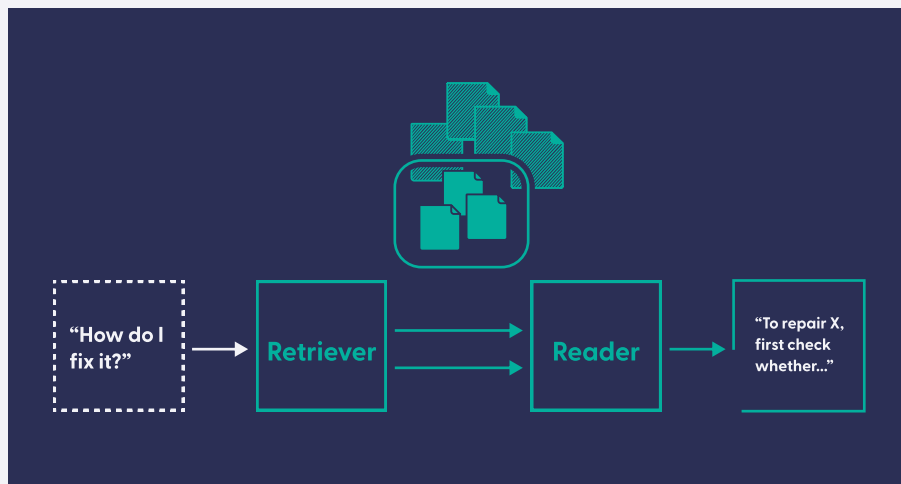 “How do I
fix it?”
Retriever
Reader
“To repair X,
first check
whether...”